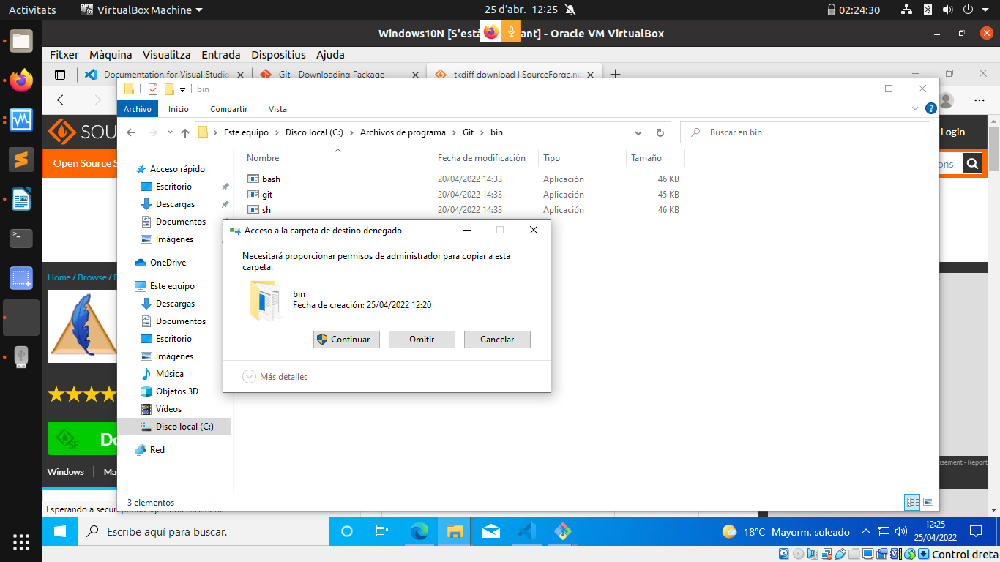 Activitats
VirtualBox Machine
25 d'abr. 12:25
02:24:30
Windows10N [S'està
ant] - Oracle VM VirtualBox
Fitxer Màquina Visualitza Entrada Dispositius Ajuda
Documentation for Visual Studio
Git - Downloading Package
tkdiff download | SourceForge.ne
bin
Archivo Inicio Compartir Vista
Este equipo Disco local (C:) Archivos de programa Git bin
Buscar en bin
SOU
Login
Open Source S
ons
Nombre Fecha de modificación Tipo Tamaño
bash 20/04/2022 14:33 Aplicación 46 KB
git 20/04/2022 14:33 Aplicación 45 KB
sh 20/04/2022 14:33 Aplicación 46 KB
Acceso rápido
Escritorio
Descargas
Documentos
Imágenes
OneDrive
Este equipo
Descargas
Documentos
Escritorio
Imágenes
Música
Objetos 3D
Vídeos
Disco local (C:)
Red
3 elementos
Acceso a la carpeta de destino denegado
Necesitará proporcionar permisos de administrador para copiar a esta
carpeta.
bin
Fecha de creación: 25/04/2022 12:20
Continuar Omitir Cancelar
Más detalles
Home / Browse / D
SF
Do
Windows Ma
isement - Report
Escribe aquí para buscar.
18°C Mayorm. soleado
12:25
25/04/2022
Control dreta